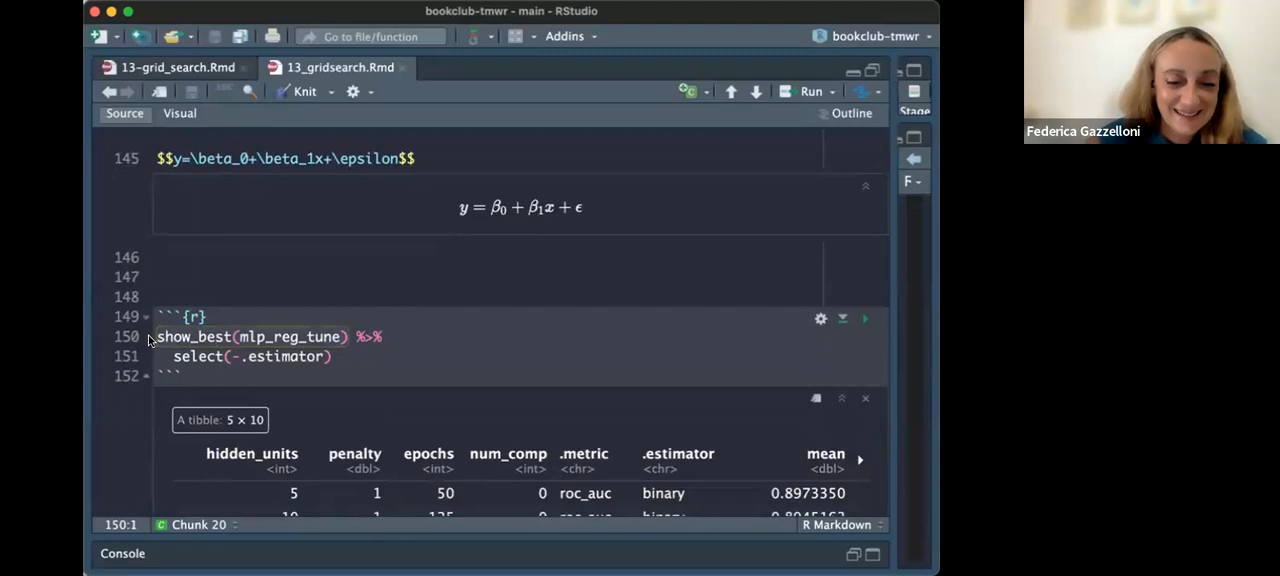 bookclub-tmwr - main - RStudio
Go to file/function
Addins
bookclub-tmwr
13-grid_search.Rmd
13_gridsearch.Rmd
Knit
Run
Source
Visual
Outline
Stage
F
145 $$y=\beta_0+\beta_1x+\epsilon$$
y = β0 + β1x + ϵ
146
147
148
149 ```{r}
150 show_best(mlp_reg_tune) %>%
151 select(-.estimator)
152 ```
A tibble: 5 × 10
hidden_units penalty epochs num_comp .metric .estimator mean
<int> <dbl> <int> <int> <chr> <chr> <dbl>
5 1 50 0 roc_auc binary 0.8973350
150:1 Chunk 20 R Markdown
Console
Federica Gazzelloni